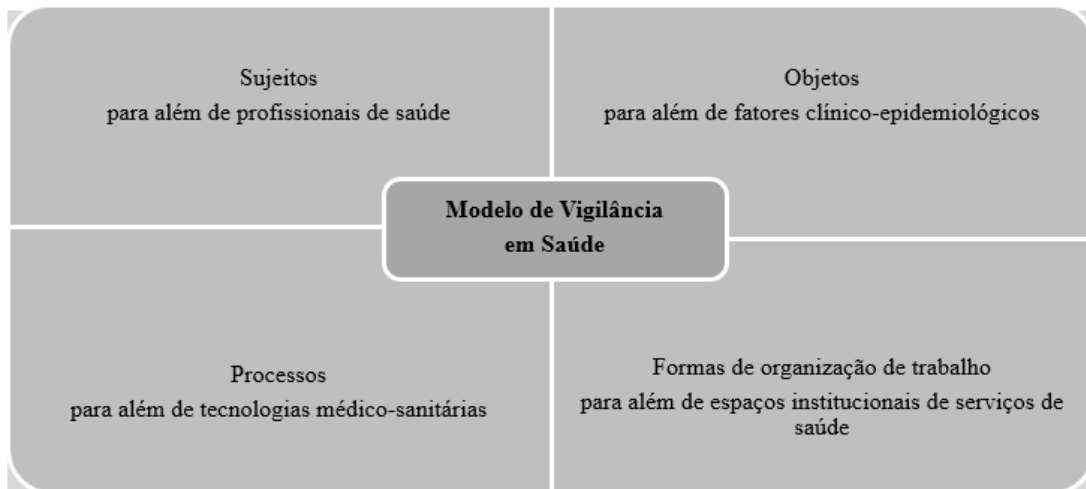 Sujeitos
para além de profissionais de saúde
Objetos
para além de fatores clínico-epidemiológicos
Modelo de Vigilância
em Saúde
Processos
para além de tecnologias médico-sanitárias
Formas de organização de trabalho
para além de espaços institucionais de serviços de
saúde